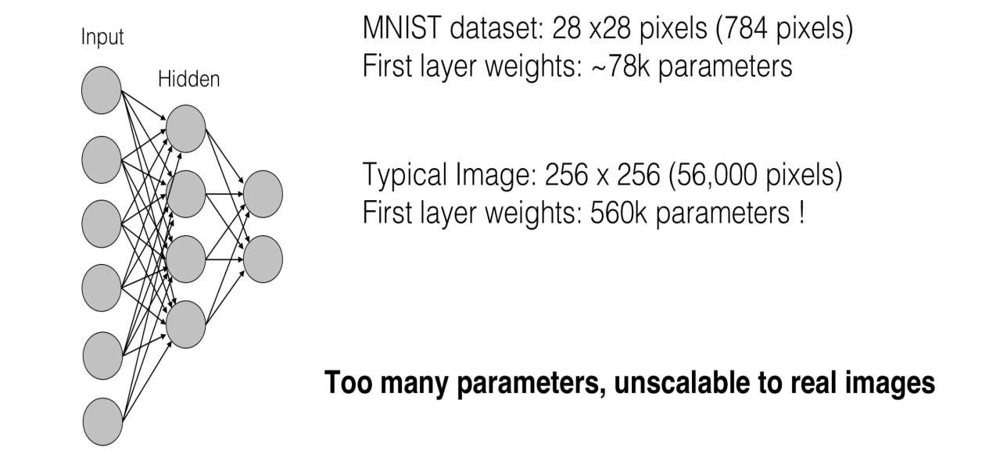 Input
Hidden
MNIST dataset: 28 x28 pixels (784 pixels)
First layer weights: ~78k parameters
Typical Image: 256 x 256 (56,000 pixels)
First layer weights: 560k parameters !
Too many parameters, unscalable to real images